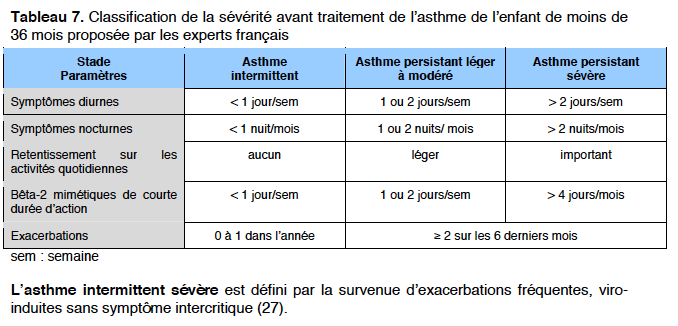 Tableau 7. Classification de la sévérité avant traitement de l'asthme de l'enfant de moins de
36 mois proposée par les experts français
Stade
Paramètres
Asthme
intermittent
Asthme persistant léger
à modéré
Asthme persistant
sévère
Symptômes diurnes
< 1 jour/sem
1 ou 2 jours/sem
> 2 jours/sem
Symptômes nocturnes
< 1 nuit/mois
1 ou 2 nuits/ mois
> 2 nuits/mois
Retentissement sur les
activités quotidiennes
aucun
léger
important
Bêta-2 mimétiques de courte
durée d'action
< 1 jour/sem
1 ou 2 jours/sem
> 4 jours/mois
Exacerbations
0 à 1 dans l'année
≥ 2 sur les 6 derniers mois
sem : semaine
L'asthme intermittent sévère est défini par la survenue d'exacerbations fréquentes, viro-
induites sans symptôme intercritique (27).